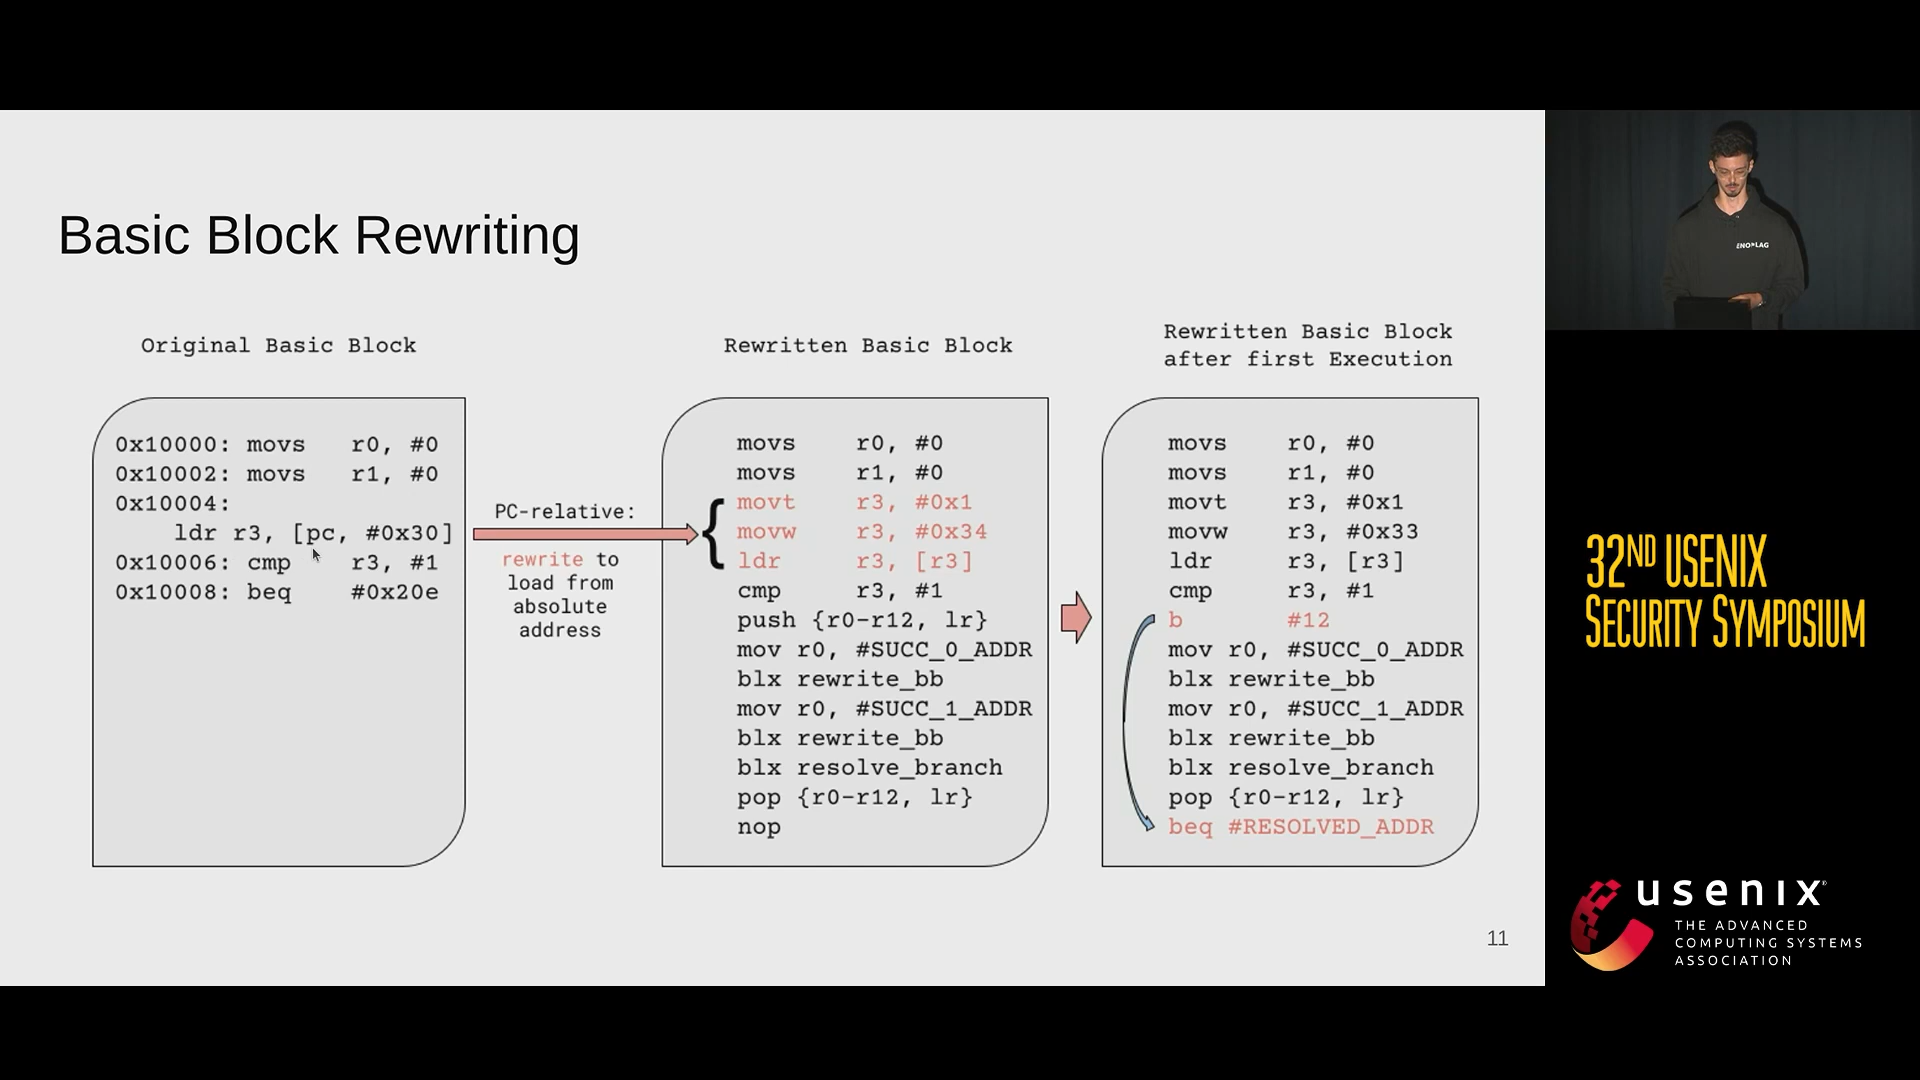 Basic Block Rewriting
Original Basic Block
0x10000: movs r0, #0
0x10002: movs r1, #0
0x10004:
ldr r3, [pc, #0x30]
0x10006: cmp r3, #1
0x10008: beq #0x20e
PC-relative:
rewrite to
load from
absolute
address
Rewritten Basic Block
movs r0, #0
movs r1, #0
{
movt r3, #0x1
movw r3, #0x34
ldr r3, [r3]
cmp r3, #1
push {r0-r12, lr}
mov r0, #SUCC_0_ADDR
blx rewrite_bb
mov r0, #SUCC_1_ADDR
blx rewrite_bb
blx resolve_branch
pop {r0-r12, lr}
nop
Rewritten Basic Block
after first Execution
movs r0, #0
movs r1, #0
movt r3, #0x1
movw r3, #0x33
ldr r3, [r3]
cmp r3, #1
b #12
mov r0, #SUCC_0_ADDR
blx rewrite_bb
mov r0, #SUCC_1_ADDR
blx rewrite_bb
blx resolve_branch
pop {r0-r12, lr}
beq #RESOLVED_ADDR
11
32ND USENIX
SECURITY SYMPOSIUM
usenix
THE ADVANCED
COMPUTING SYSTEMS
ASSOCIATION